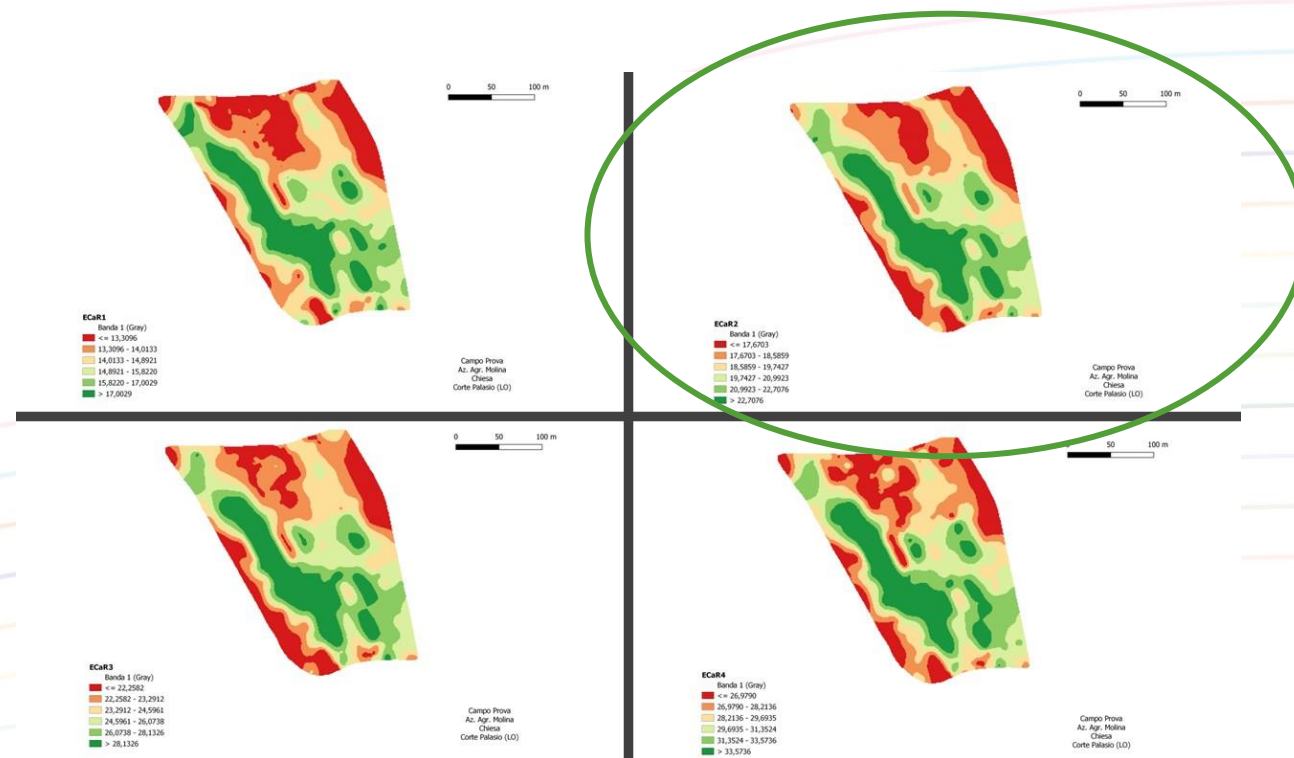 0 50 100 m
ECaR1
Banda 1 (Gray)
<= 13,3096
13,3096 - 14,0133
14,0133 - 14,8921
14,8921 - 15,8220
15,8220 - 17,0029
> 17,0029
Campo Prova
Az. Agr. Molina
Chiesa
Corte Palasio (LO)
0 50 100 m
ECaR2
Banda 1 (Gray)
<= 17,6703
17,6703 - 18,5859
18,5859 - 19,7427
19,7427 - 20,9923
20,9923 - 22,7076
> 22,7076
Campo Prova
Az. Agr. Molina
Chiesa
Corte Palasio (LO)
0 50 100 m
ECaR3
Banda 1 (Gray)
<= 22,2582
22,2582 - 23,2912
23,2912 - 24,5961
24,5961 - 26,0738
26,0738 - 28,1326
> 28,1326
Campo Prova
Az. Agr. Molina
Chiesa
Corte Palasio (LO)
50 100 m
ECaR4
Banda 1 (Gray)
<= 26,9790
26,9790 - 28,2136
28,2136 - 29,6935
29,6935 - 31,3524
31,3524 - 33,5736
> 33,5736
Campo Prova
Az. Agr. Molina
Chiesa
Corte Palasio (LO)